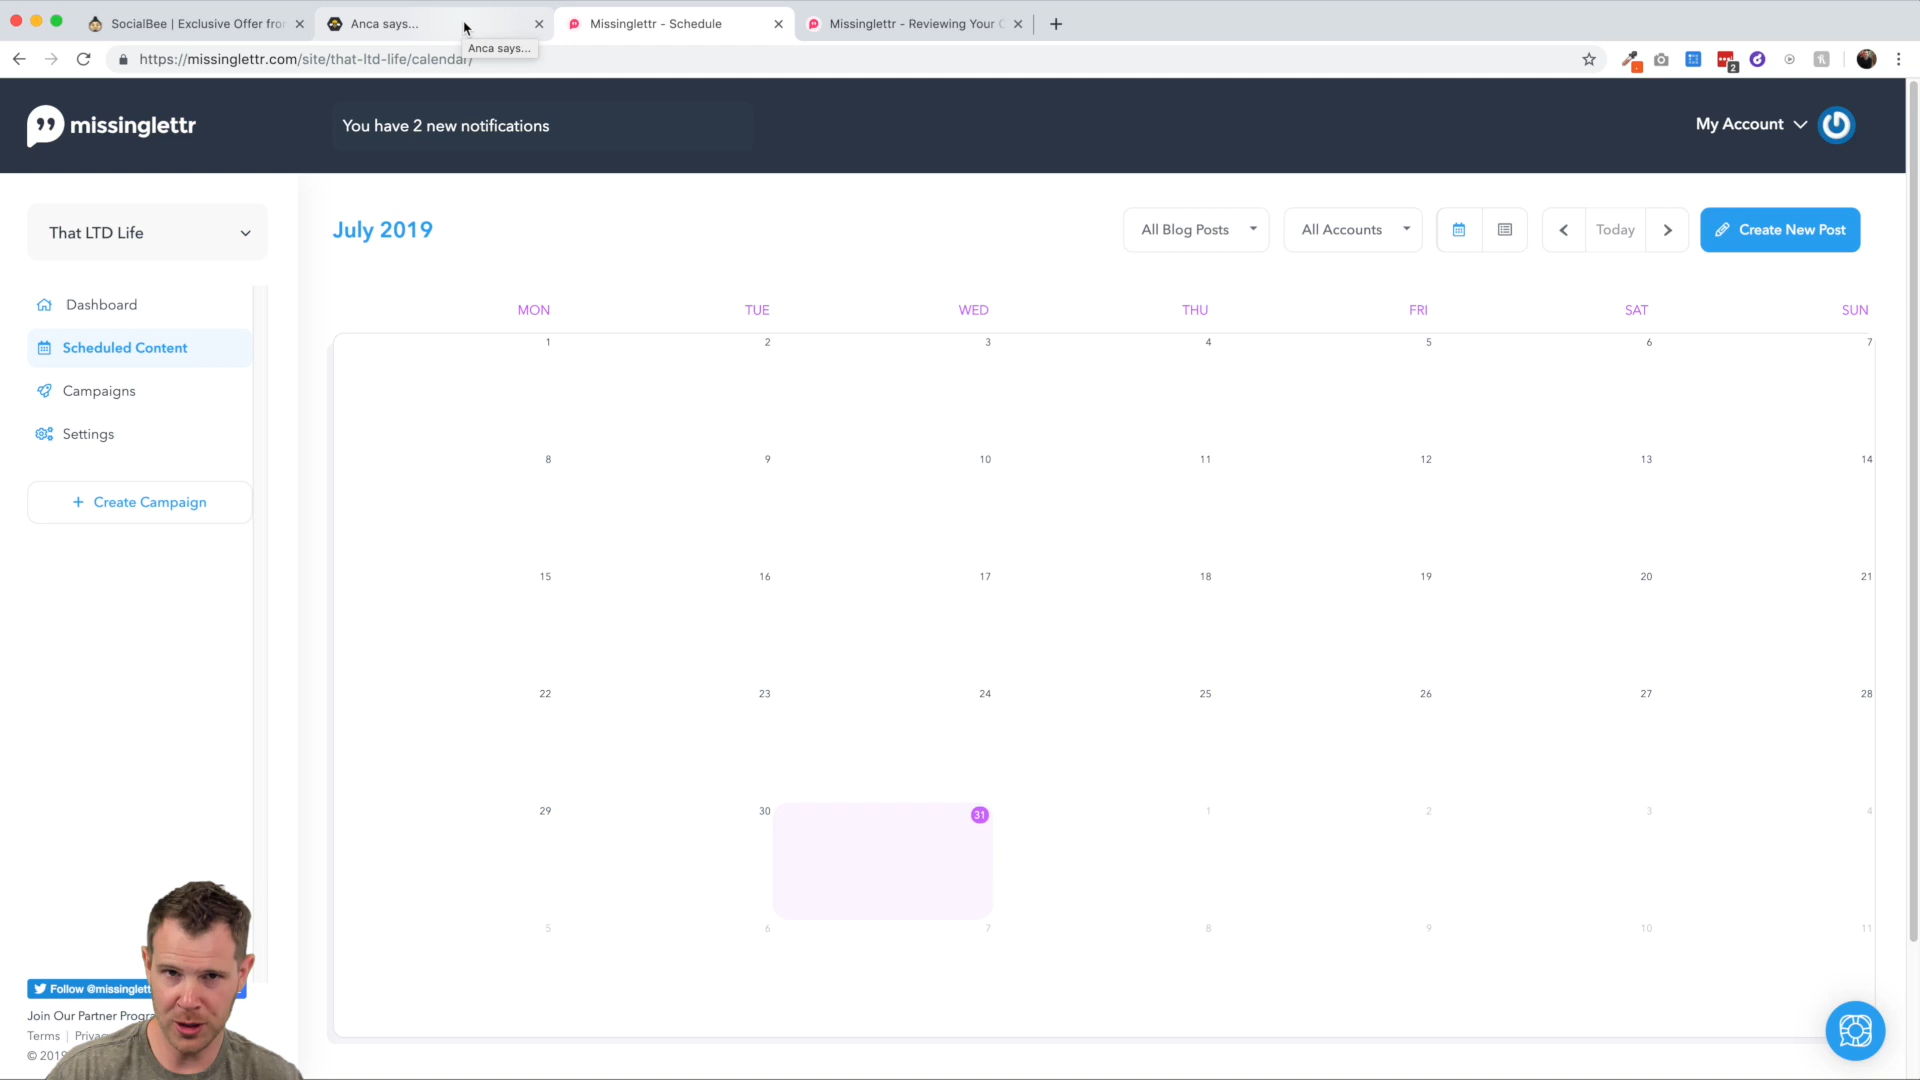 SocialBee | Exclusive Offer fro
Anca says...
Missinglettr - Schedule
Missinglettr - Reviewing Your
Anca says...
https://missinglettr.com/site/that-ltd-life/calendar/
2
missinglettr
You have 2 new notifications
My Account
That LTD Life
July 2019
All Blog Posts
All Accounts
Today
Create New Post
Dashboard
Scheduled Content
Campaigns
Settings
+ Create Campaign
MON TUE WED THU FRI SAT SUN
1 2 3 4 5 6 7
8 9 10 11 12 13 14
15 16 17 18 19 20 21
22 23 24 25 26 27 28
29 30 31 1 2 3 4
5 6 7 8 9 10 11
Follow @missinglett
Join Our Partner Progra
Terms | Privac
© 2019